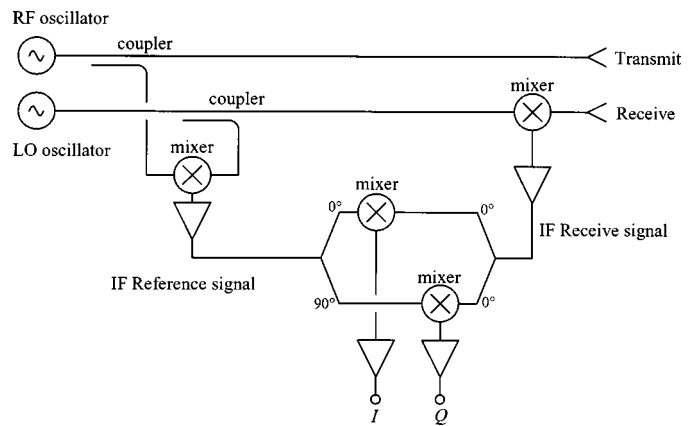 RF oscillator
coupler
Transmit
mixer
coupler
Receive
LO oscillator
mixer
mixer
0°
0°
IF Receive signal
mixer
IF Reference signal
90°
0°
I
Q